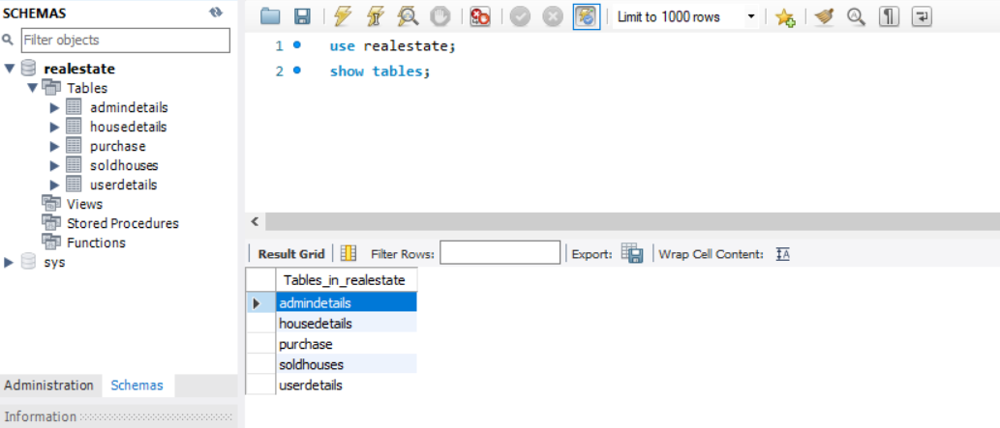 SCHEMAS
Filter objects
realestate
Tables
admindetails
housedetails
purchase
soldhouses
userdetails
Views
Stored Procedures
Functions
sys
Administration Schemas
Information
Limit to 1000 rows
1 use realestate;
2 show tables;
Result Grid Filter Rows: Export: Wrap Cell Content:
Tables_in_realestate
admindetails
housedetails
purchase
soldhouses
userdetails